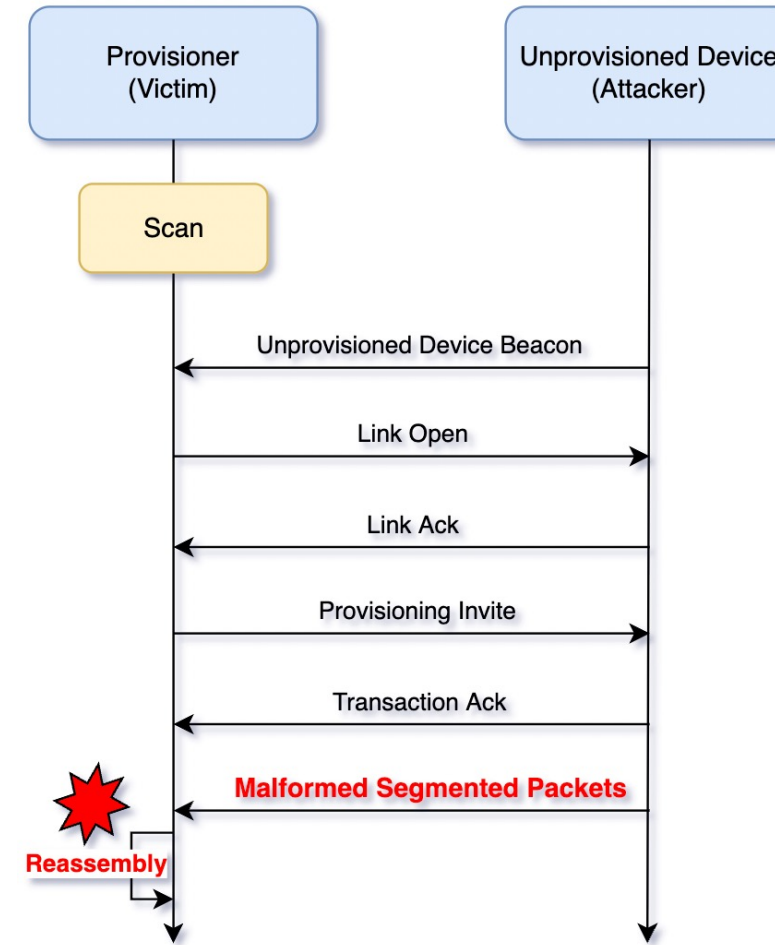 Provisioner
(Victim)
Unprovisioned Device
(Attacker)
Scan
Unprovisioned Device Beacon
Link Open
Link Ack
Provisioning Invite
Transaction Ack
Malformed Segmented Packets
Reassembly